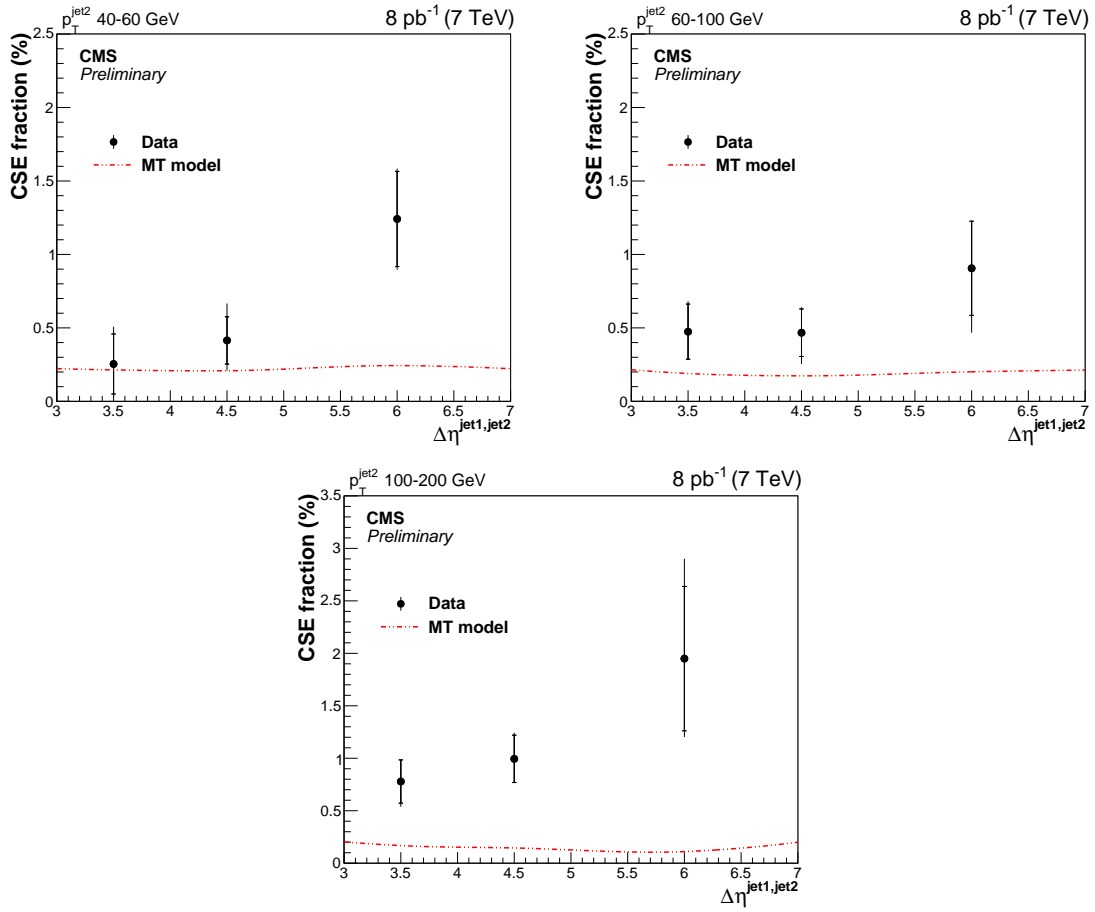 p_T^jet2 40-60 GeV 8 pb^-1 (7 TeV)
CSE fraction (%)
CMS
Preliminary
Data
MT model
2.5
2
1.5
1
0.5
0
3 3.5 4 4.5 5 5.5 6 6.5 7
Δη^jet1,jet2
p_T^jet2 60-100 GeV 8 pb^-1 (7 TeV)
CSE fraction (%)
CMS
Preliminary
Data
MT model
2.5
2
1.5
1
0.5
0
3 3.5 4 4.5 5 5.5 6 6.5 7
Δη^jet1,jet2
p_T^jet2 100-200 GeV 8 pb^-1 (7 TeV)
CSE fraction (%)
CMS
Preliminary
Data
MT model
3.5
3
2.5
2
1.5
1
0.5
0
3 3.5 4 4.5 5 5.5 6 6.5 7
Δη^jet1,jet2